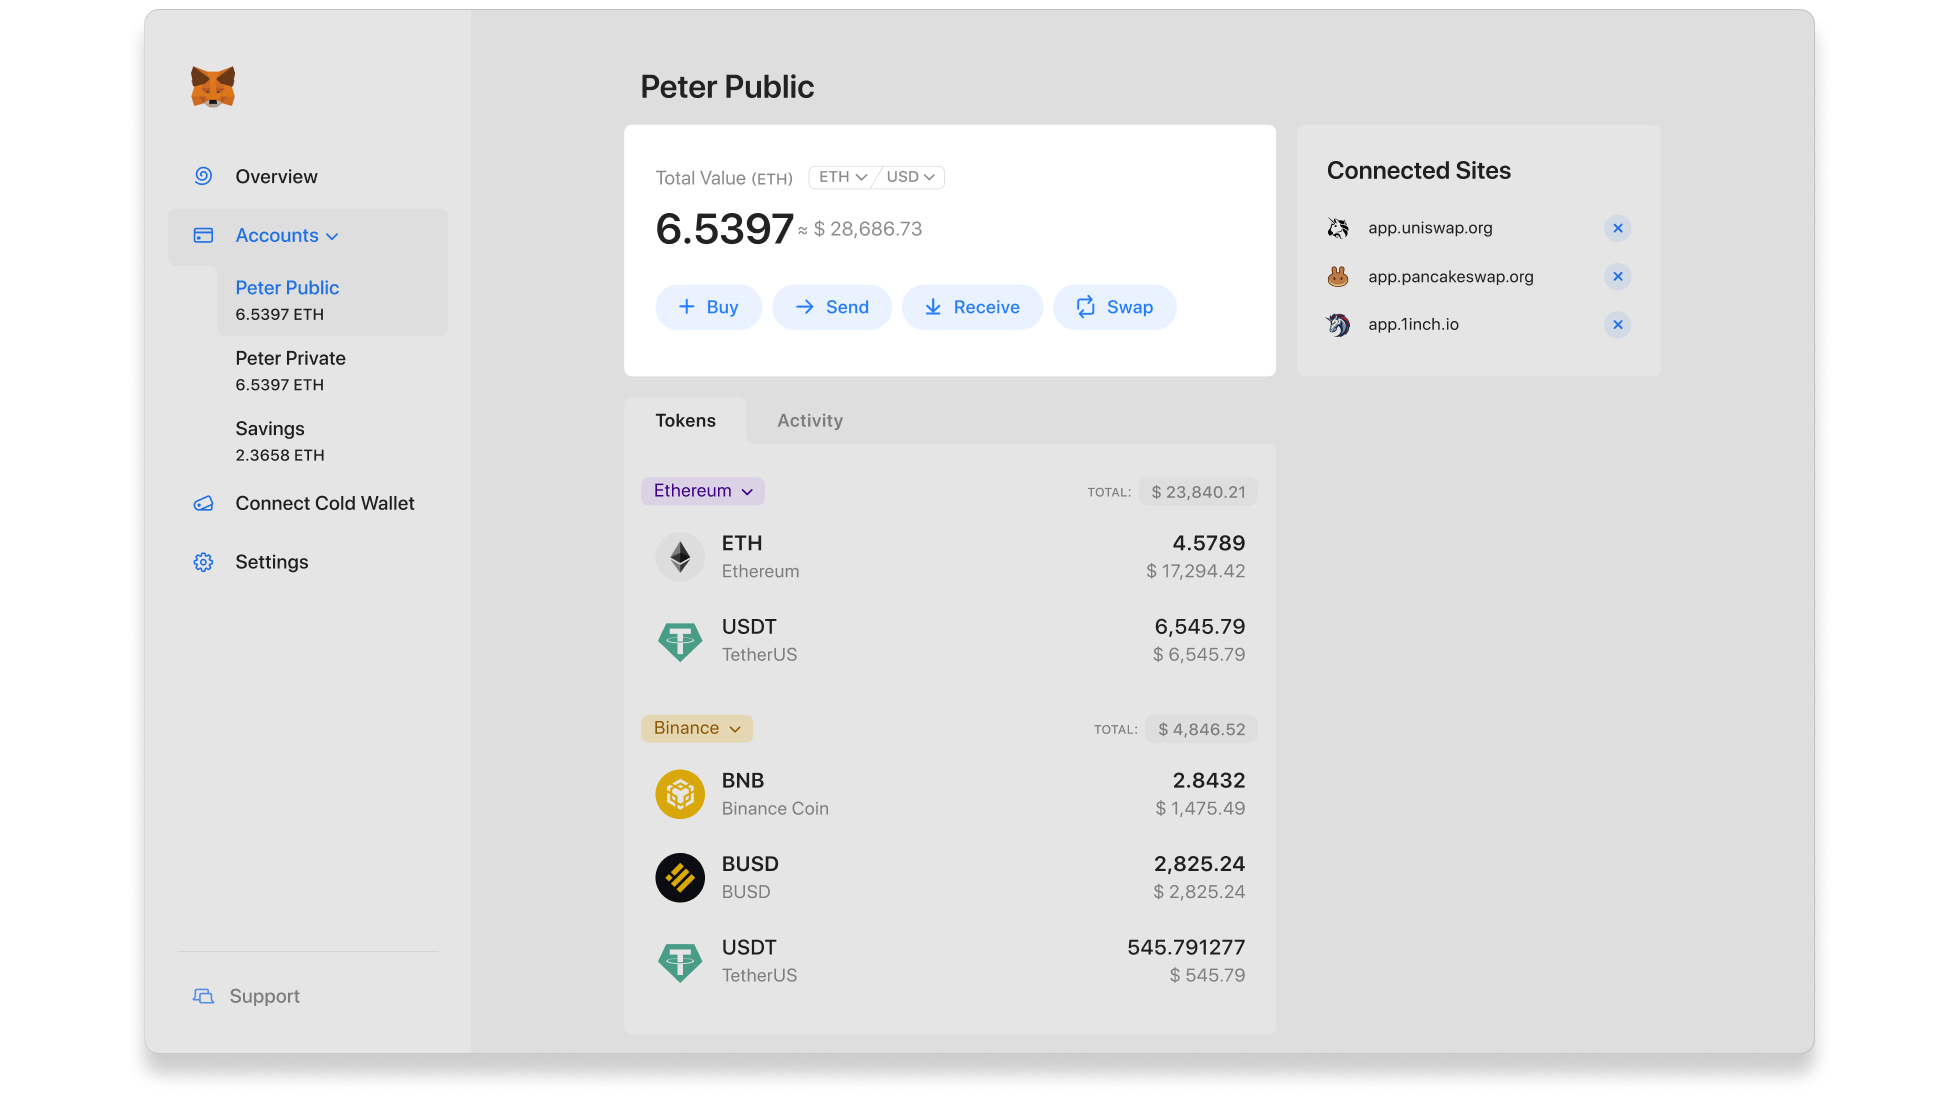 Overview
Accounts
Peter Public
6.5397 ETH
Peter Private
6.5397 ETH
Savings
2.3658 ETH
Connect Cold Wallet
Settings
Support
Peter Public
Total Value (ETH) ETH / USD
6.5397 ≈ $ 28,686.73
Buy Send Receive Swap
Connected Sites
app.uniswap.org
app.pancakeswap.org
app.1inch.io
Tokens Activity
Ethereum TOTAL: $ 23,840.21
ETH 4.5789
Ethereum $ 17,294.42
USDT 6,545.79
TetherUS $ 6,545.79
Binance TOTAL: $ 4,846.52
BNB 2.8432
Binance Coin $ 1,475.49
BUSD 2,825.24
BUSD $ 2,825.24
USDT 545.791277
TetherUS $ 545.79